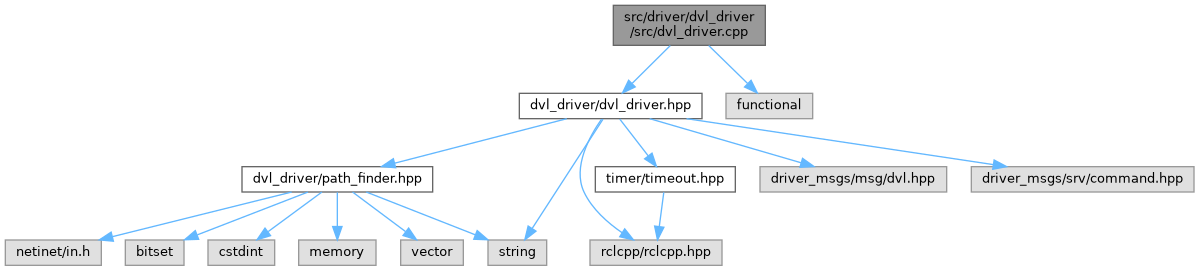 src/driver/dvl_driver
/src/dvl_driver.cpp
dvl_driver/dvl_driver.hpp
functional
dvl_driver/path_finder.hpp
timer/timeout.hpp
driver_msgs/msg/dvl.hpp
driver_msgs/srv/command.hpp
netinet/in.h
bitset
cstdint
memory
vector
string
rclcpp/rclcpp.hpp